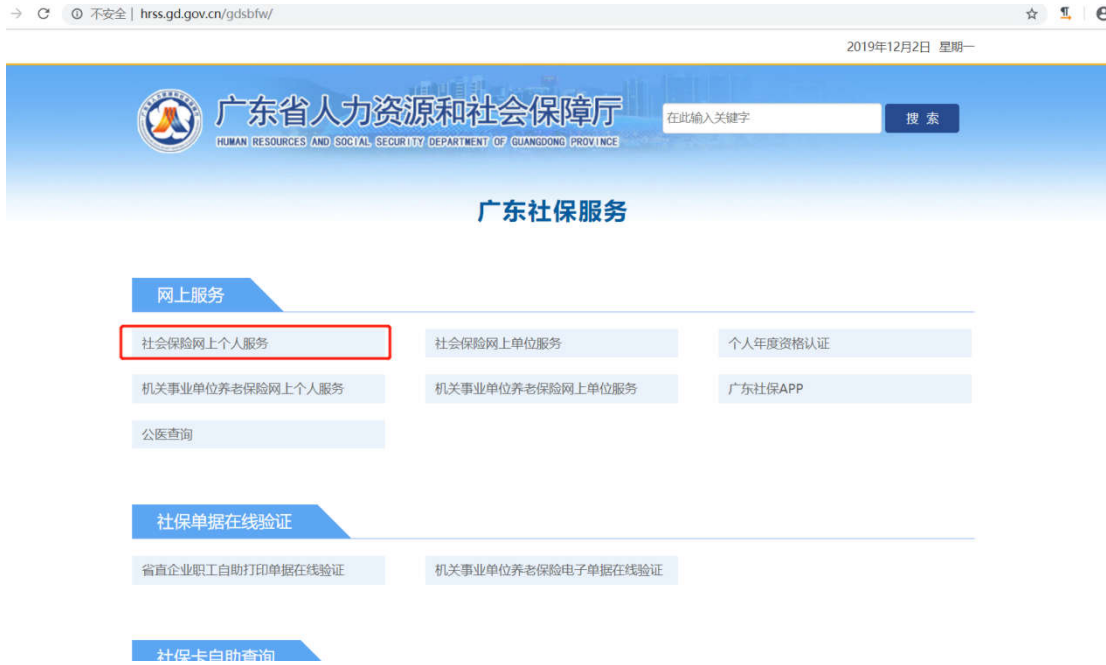 不安全 | hrss.gd.gov.cn/gdsbfw/
2019年12月2日 星期一
广东省人力资源和社会保障厅
HUMAN RESOURCES AND SOCIAL SECURITY DEPARTMENT OF GUANGDONG PROVINCE
在此输入关键字
搜 索
广东社保服务
网上服务
社会保险网上个人服务
社会保险网上单位服务
个人年度资格认证
机关事业单位养老保险网上个人服务
机关事业单位养老保险网上单位服务
广东社保APP
公医查询
社保单据在线验证
省直企业职工自助打印单据在线验证
机关事业单位养老保险电子单据在线验证
社保卡自助查询